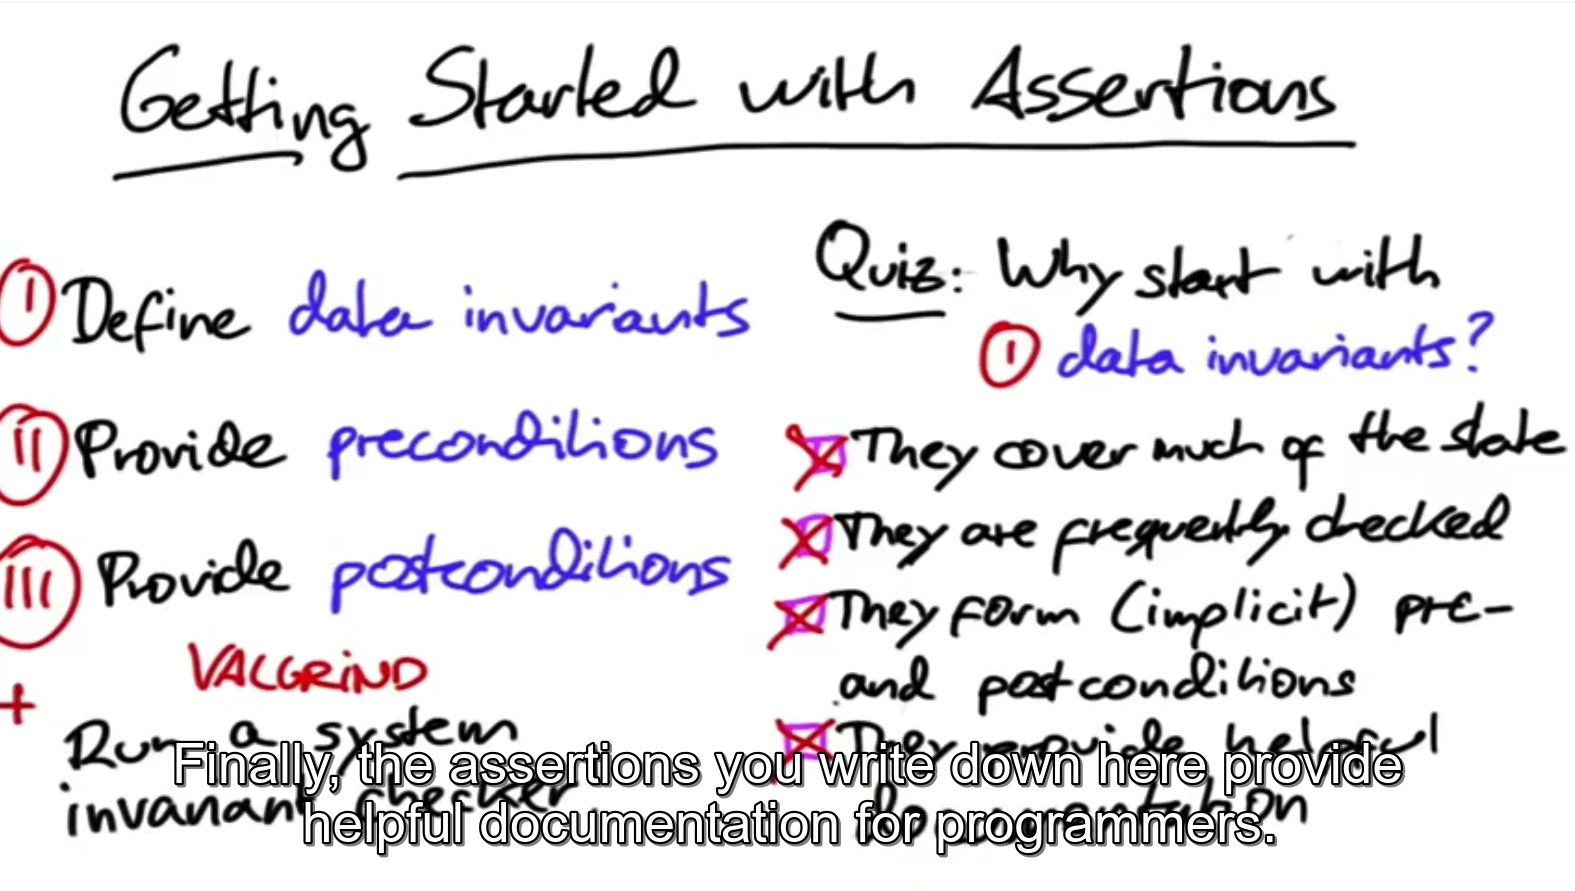 Getting Started with Assertions
I Define data invariants
II Provide preconditions
III Provide postconditions
+ VALGRIND
Run a system
invariant checker
Quiz: Why start with
I data invariants?
They cover much of the state
They are frequently checked
They form (implicit) pre-
and postconditions
They provide helpful
Documentation
Finally, the assertions you write down here provide
helpful documentation for programmers.